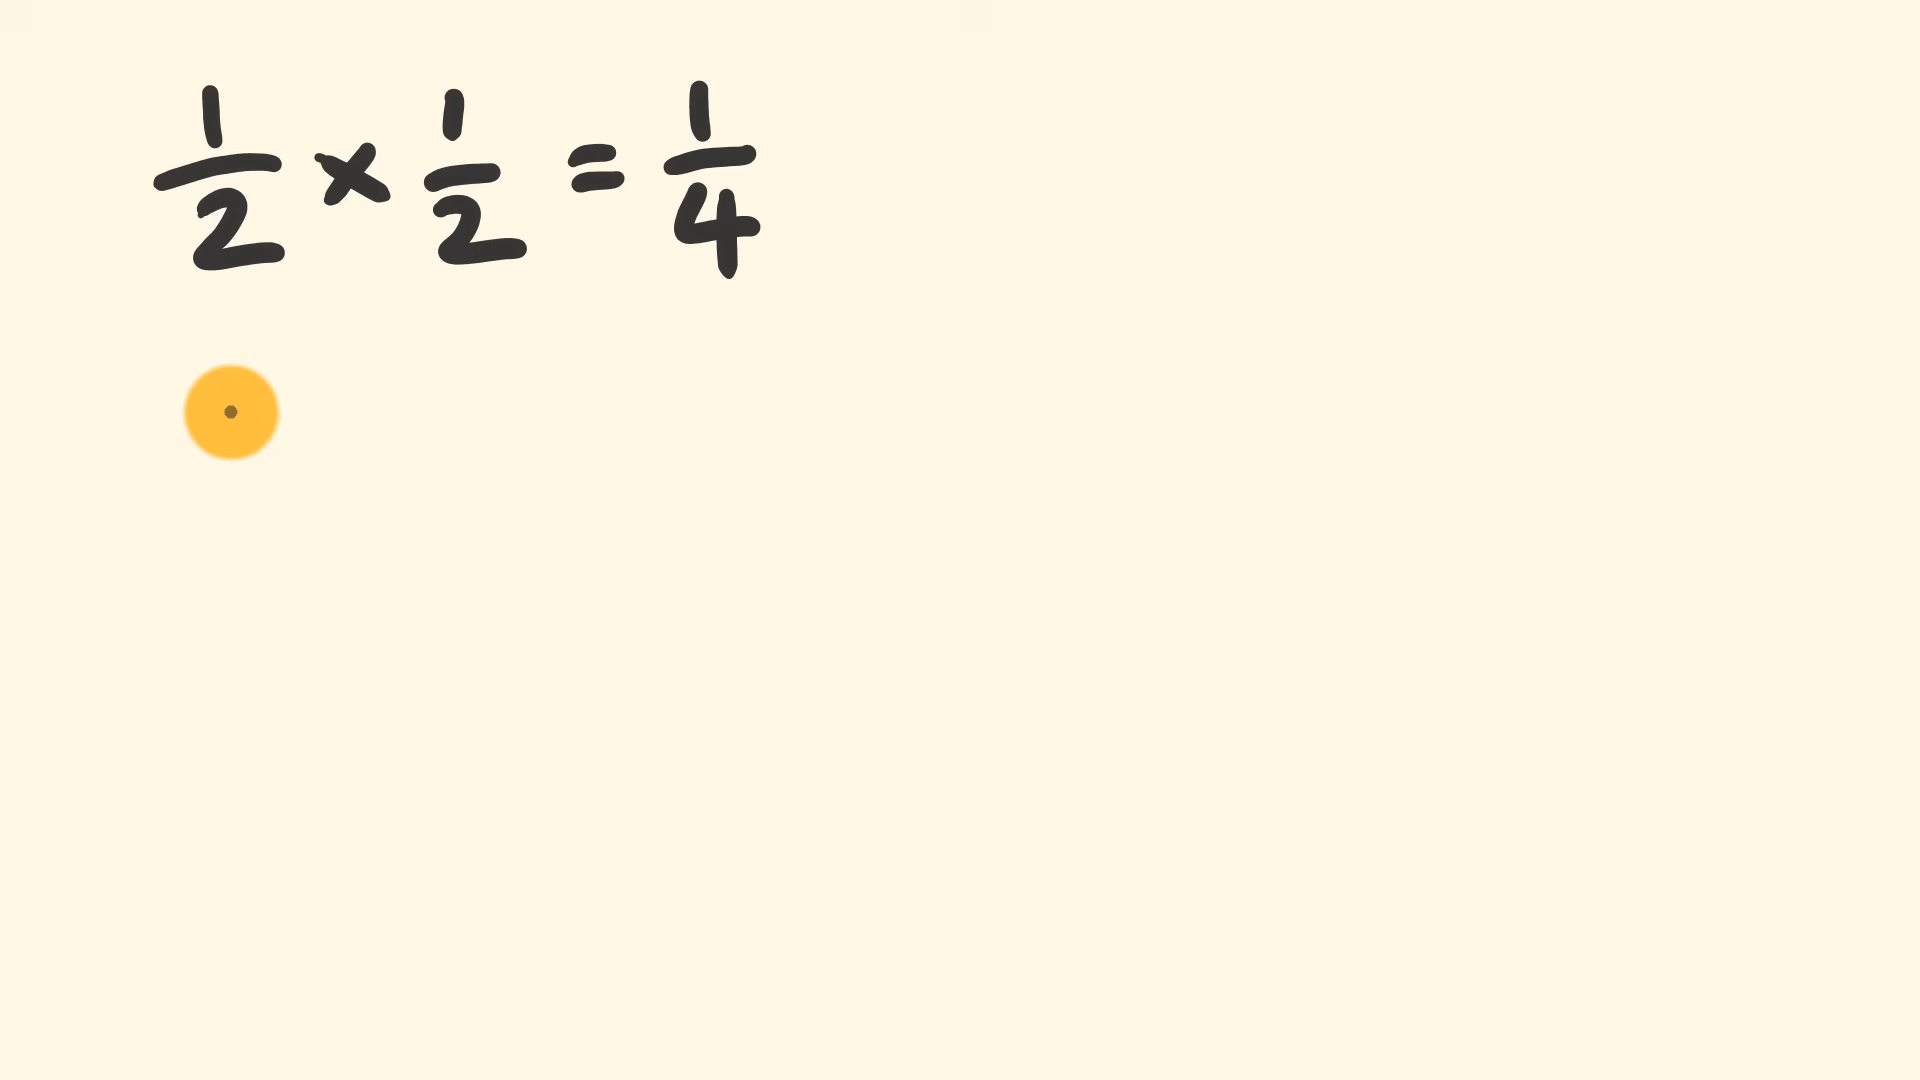 1/2 × 1/2 = 1/4